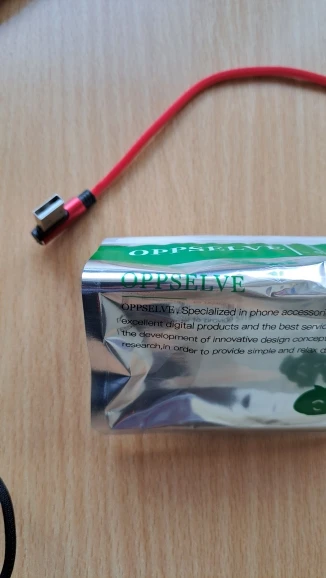 OPPSELVE
OPPSELVE
OPPSELVE, Specialized in phone accessori
excellent digital products and the best servic
the development of innovative design concep
research,in order to provide simple and relax d